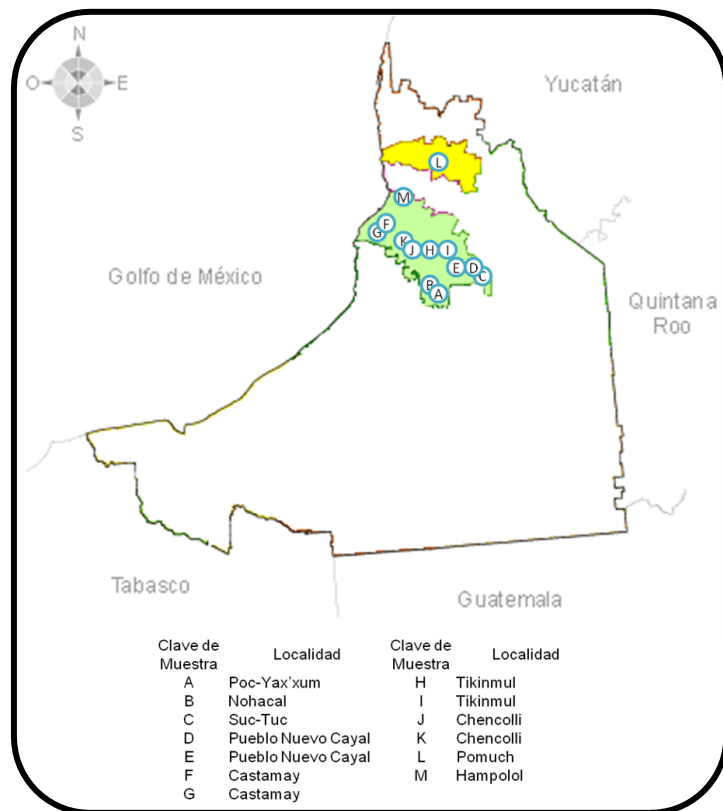 N
O E
S
Yucatán
L
M
F
G
K
J H I
E D
C
B
A
Golfo de México
Quintana
Roo
Tabasco
Guatemala
Clave de Muestra Localidad Clave de Muestra Localidad
A Poc-Yax'xum H Tikinmul
B Nohacal I Tikinmul
C Suc-Tuc J Chencolli
D Pueblo Nuevo Cayal K Chencolli
E Pueblo Nuevo Cayal L Pomuch
F Castamay M Hampolol
G Castamay